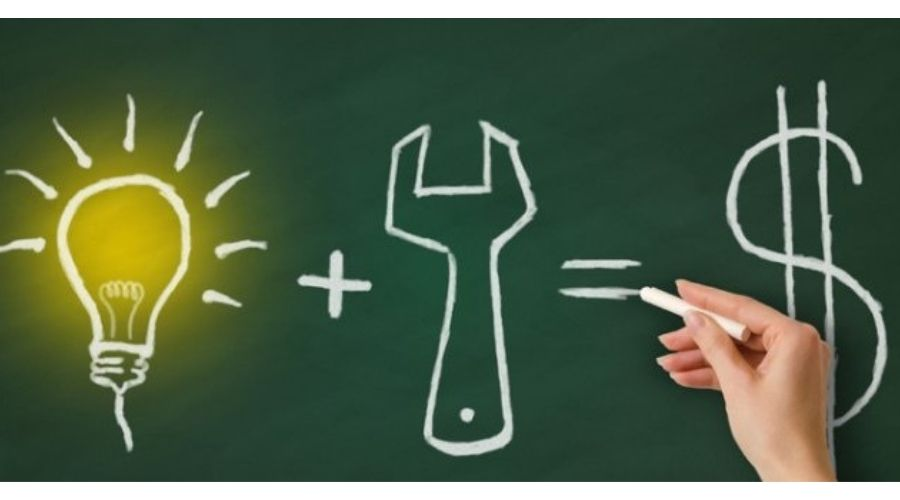 + = $